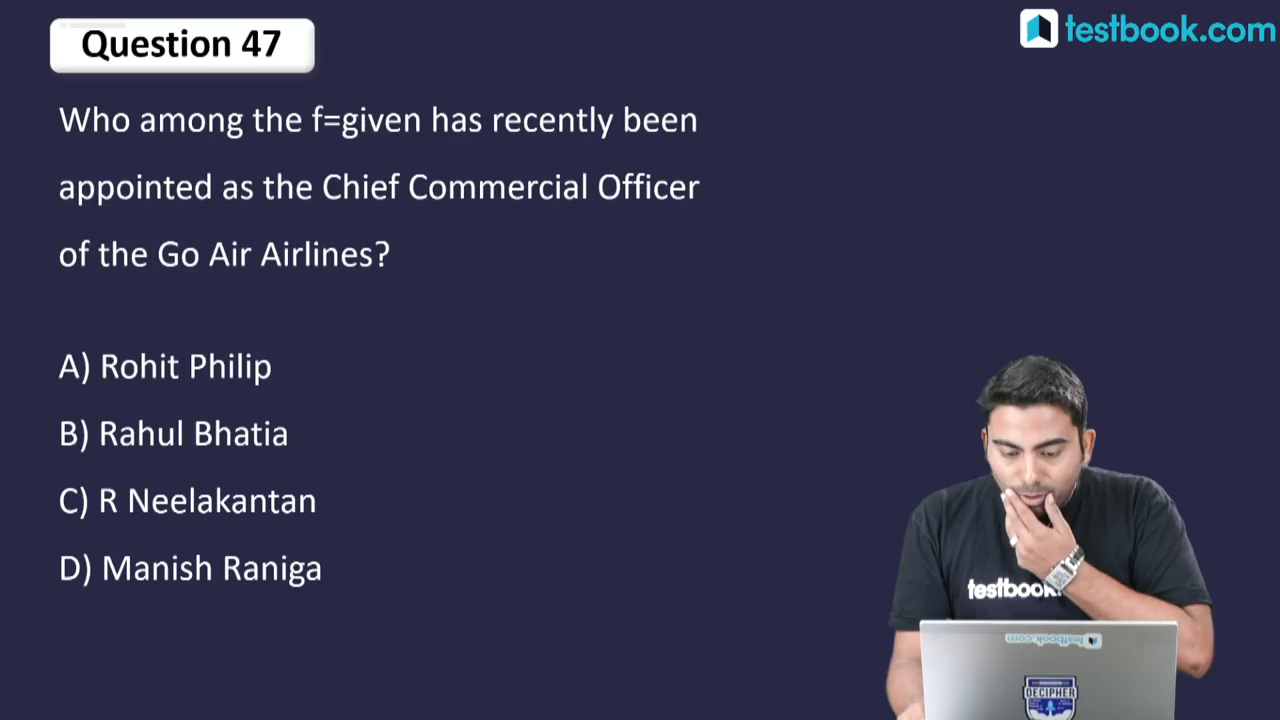 Question 47
testbook.com
Who among the f=given has recently been
appointed as the Chief Commercial Officer
of the Go Air Airlines?
A) Rohit Philip
B) Rahul Bhatia
C) R Neelakantan
D) Manish Raniga
testbook.
testbook.com
DECIPHER